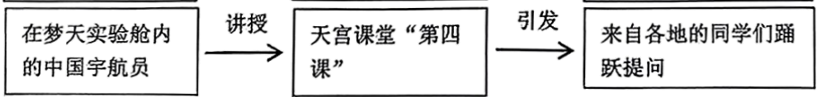 在梦天实验舱内的中国宇航员
讲授
天宫课堂“第四课”
引发
来自各地的同学们踊跃提问